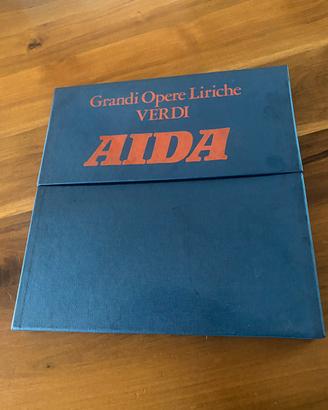 Grandi Opere Liriche
VERDI
AIDA